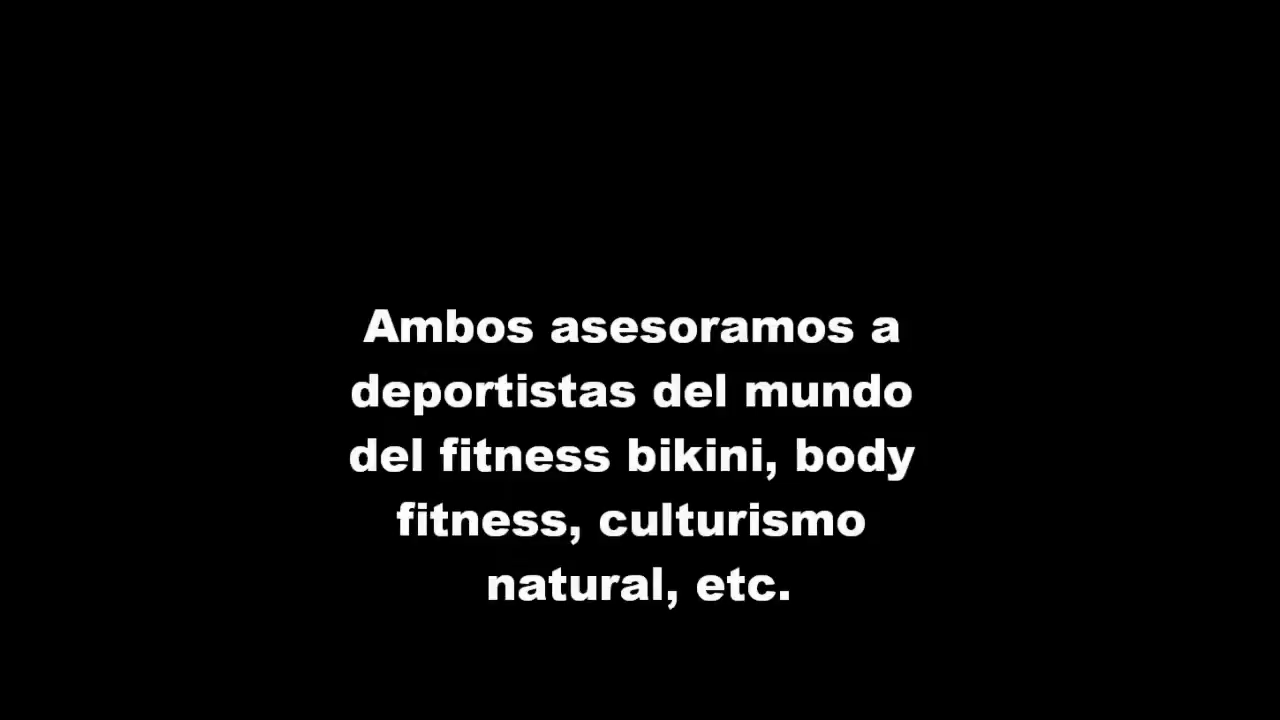 Ambos asesoramos a
deportistas del mundo
del fitness bikini, body
fitness, culturismo
natural, etc.